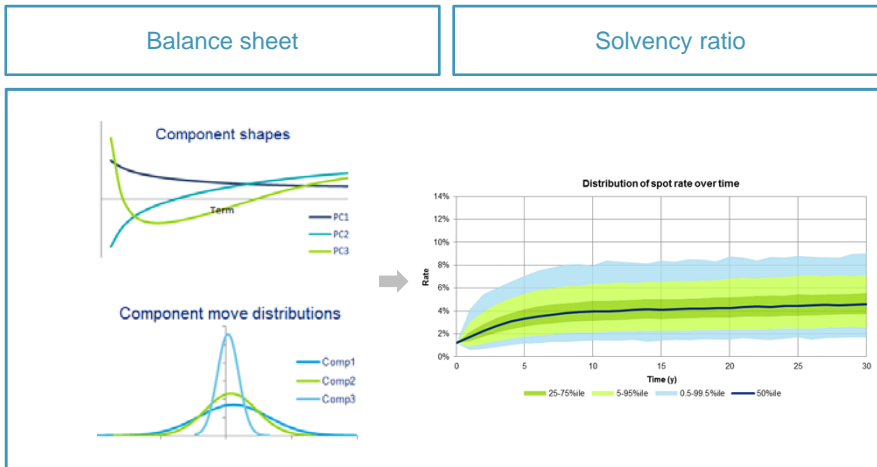 Balance sheet
Solvency ratio
Component shapes
Term
PC1
PC2
PC3
Component move distributions
Comp1
Comp2
Comp3
Distribution of spot rate over time
14%
12%
10%
8%
6%
4%
2%
0%
Rate
0 5 10 15 20 25 30
Time (y)
25-75%ile 5-95%ile 0.5-99.5%ile 50%ile